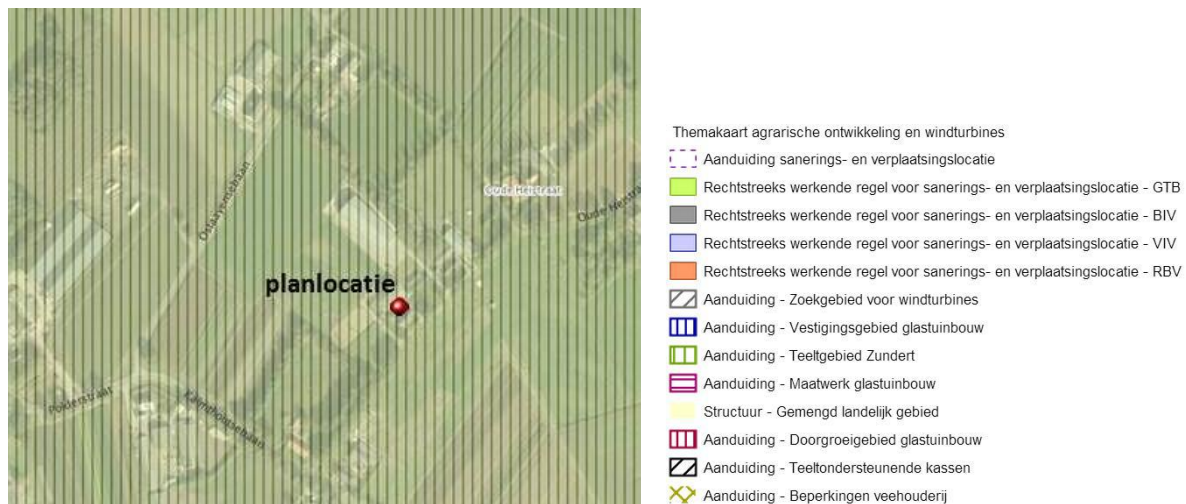 Oude Heistraat
Oude Heistra
Ostaayensebaan
planlocatie
Polderstraat
Kalmthoutsebaan
Themakaart agrarische ontwikkeling en windturbines
Aanduiding sanerings- en verplaatsingslocatie
Rechtstreeks werkende regel voor sanerings- en verplaatsingslocatie - GTB
Rechtstreeks werkende regel voor sanerings- en verplaatsingslocatie - BIV
Rechtstreeks werkende regel voor sanerings- en verplaatsingslocatie - VIV
Rechtstreeks werkende regel voor sanerings- en verplaatsingslocatie - RBV
Aanduiding - Zoekgebied voor windturbines
Aanduiding - Vestigingsgebied glastuinbouw
Aanduiding - Teeltgebied Zundert
Aanduiding - Maatwerk glastuinbouw
Structuur - Gemengd landelijk gebied
Aanduiding - Doorgroeigebied glastuinbouw
Aanduiding - Teeltondersteunende kassen
Aanduiding - Beperkingen veehouderij